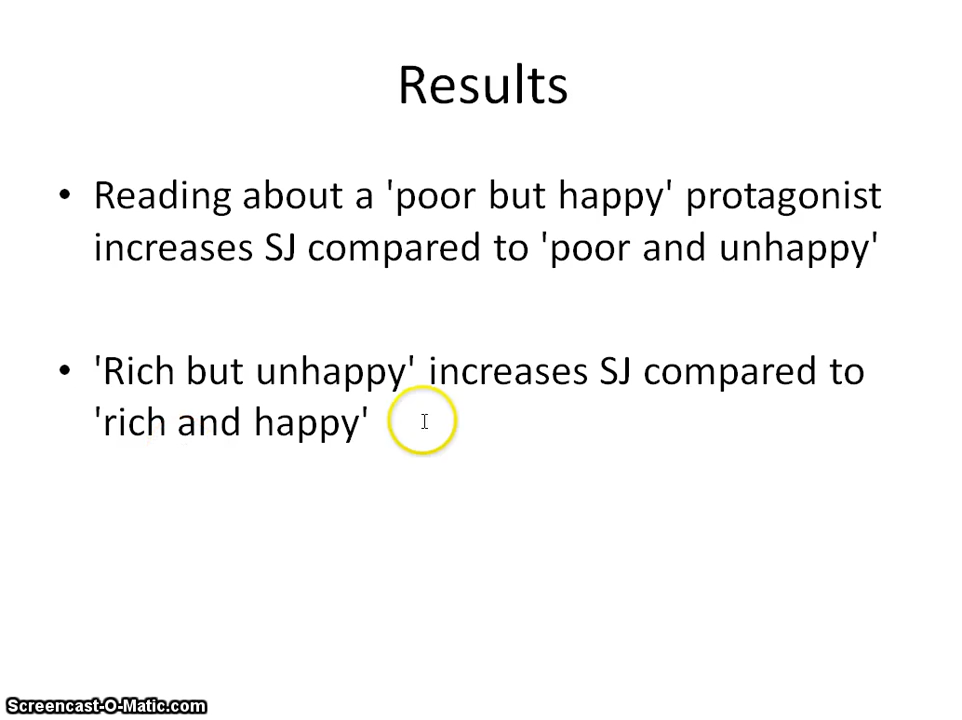 Results
• Reading about a 'poor but happy' protagonist
increases SJ compared to 'poor and unhappy'
• 'Rich but unhappy' increases SJ compared to
'rich and happy'
Screencast-O-Matic.com